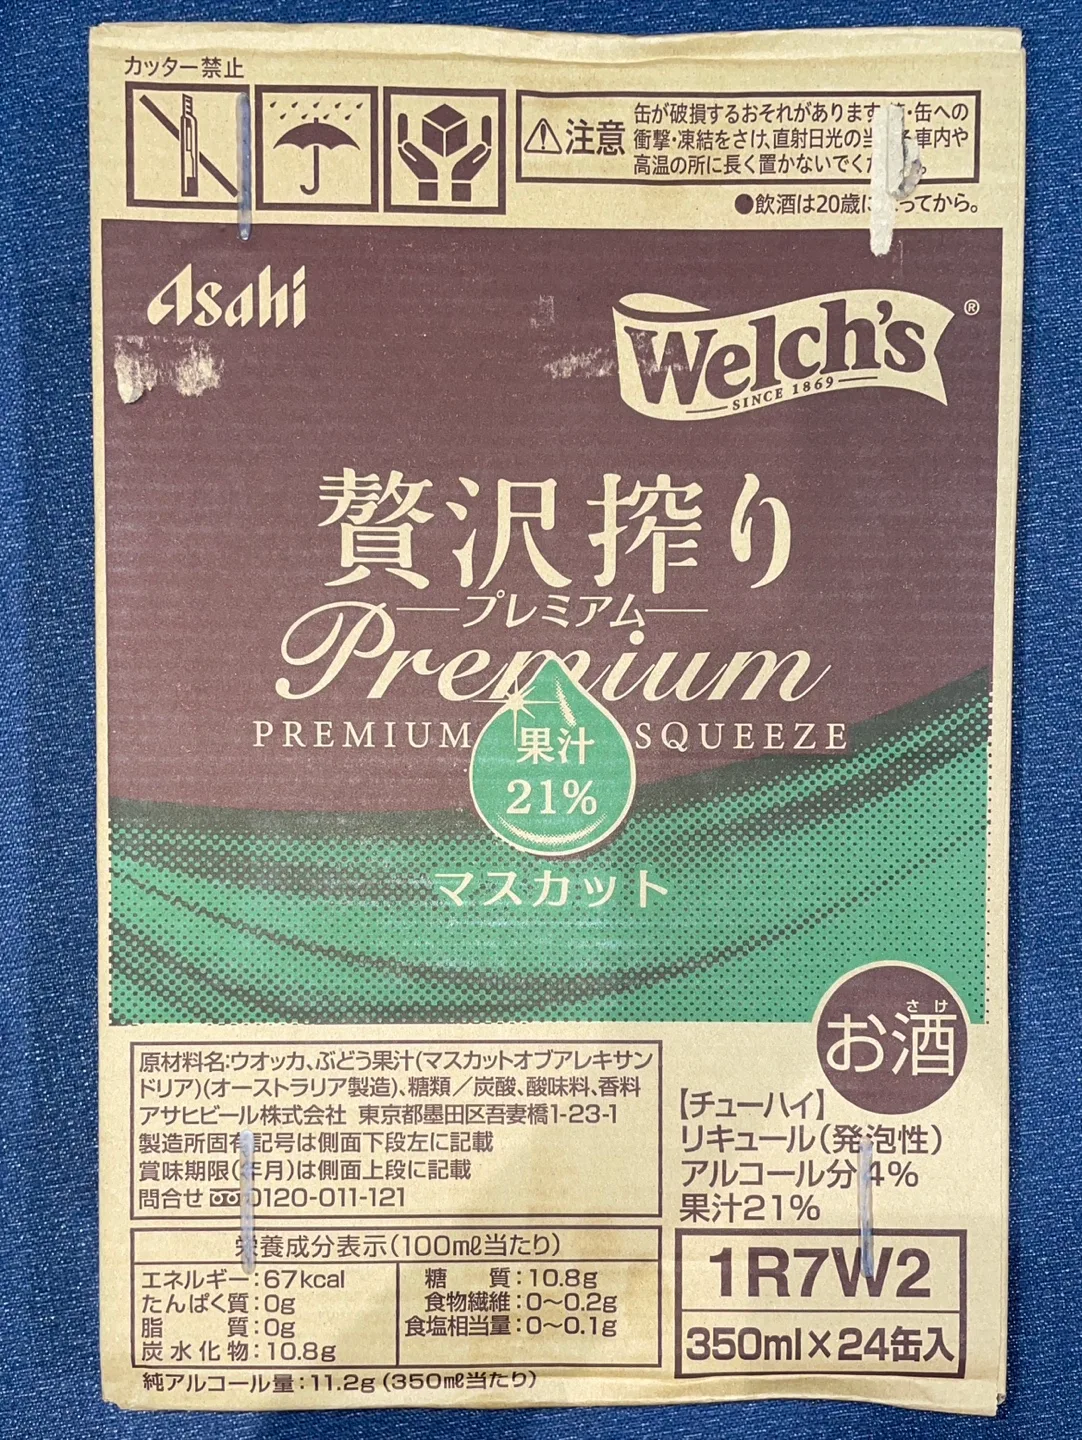 カッター禁止
注意
缶が破損するおそれがあります ・缶への
衝撃・凍結をさけ、直射日光の当 車内や
高温の所に長く置かないでく 。
●飲酒は20歳に ってから。
Asahi
Welch's®
SINCE 1869
贅沢搾り
プレミアム
Premium
PREMIUM SQUEEZE
果汁
21%
マスカット
さけ
お酒
原材料名:ウオッカ、ぶどう果汁(マスカットオブアレキサン
ドリア)(オーストラリア製造)、糖類／炭酸、酸味料、香料
アサヒビール株式会社 東京都墨田区吾妻橋1-23-1
製造所固有記号は側面下段左に記載
賞味期限(年月)は側面上段に記載
問合せ 0120-011-121
【チューハイ】
リキュール(発泡性)
アルコール分4%
果汁21%
栄養成分表示(100mℓ当たり)
エネルギー:67kcal
たんぱく質:0g
脂 質:0g
炭水化物:10.8g
糖 質:10.8g
食物繊維:0〜0.2g
食塩相当量:0〜0.1g
純アルコール量:11.2g(350mℓ当たり)
1R7W2
350ml×24缶入